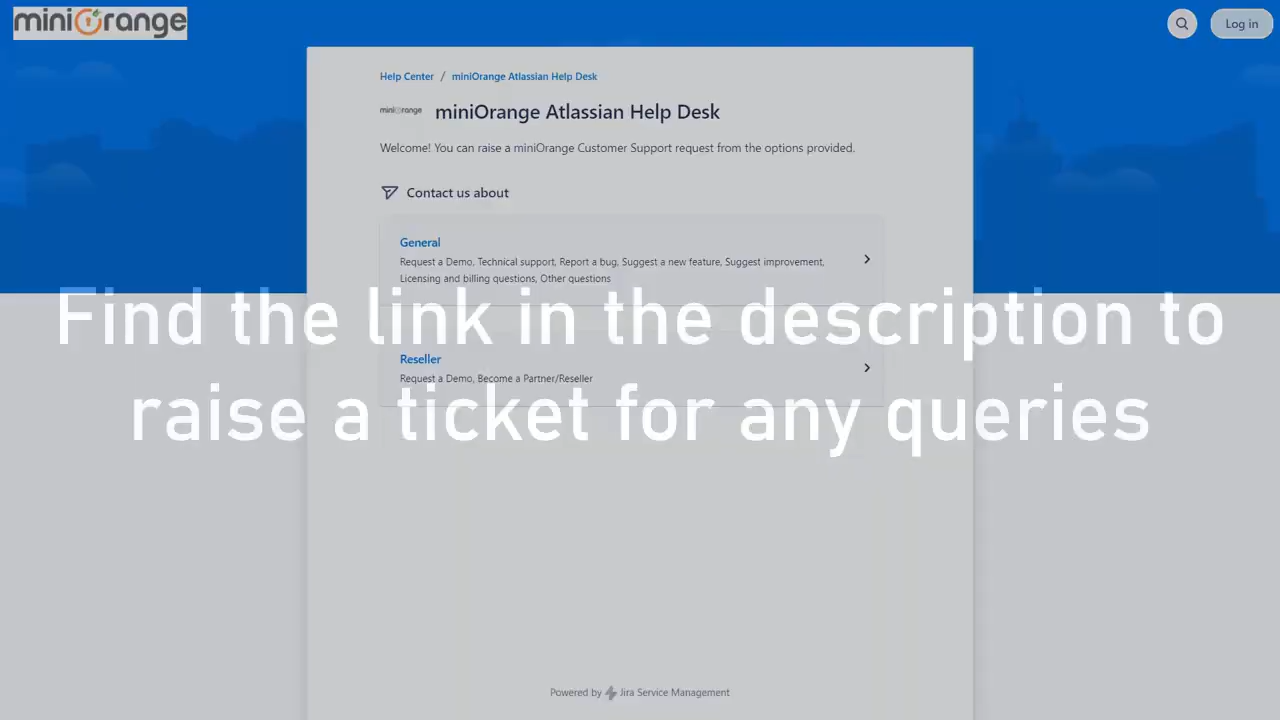 miniOrange
Log in
Help Center / miniOrange Atlassian Help Desk
miniOrange miniOrange Atlassian Help Desk
Welcome! You can raise a miniOrange Customer Support request from the options provided.
Contact us about
General
Request a Demo, Technical support, Report a bug, Suggest a new feature, Suggest improvement,
Licensing and billing questions, Other questions
Find the link in the description to
Reseller
Request a Demo, Become a Partner/Reseller
raise a ticket for any queries
Powered by Jira Service Management